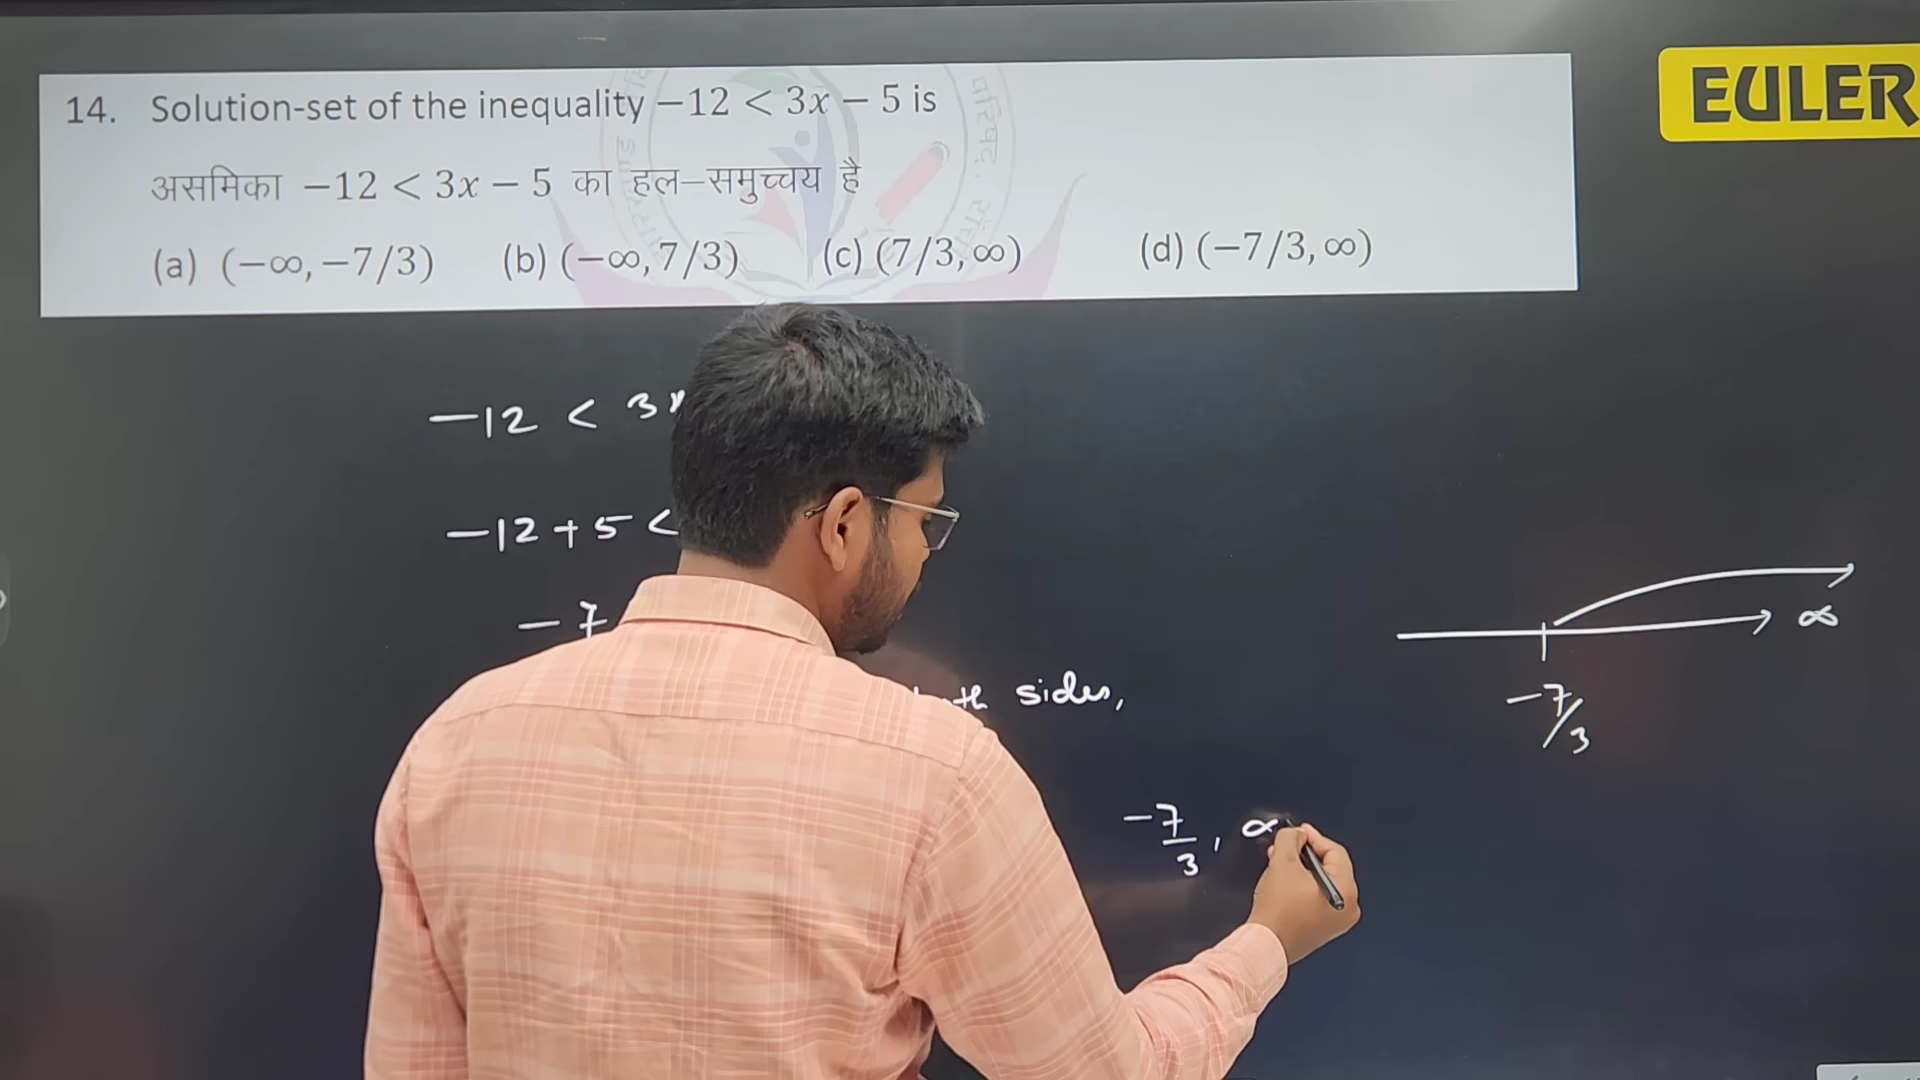 EULER
14. Solution-set of the inequality −12 < 3x − 5 is
असमिका −12 < 3x − 5 का हल–समुच्चय है
(a) (−∞, −7/3) (b) (−∞, 7/3) (c) (7/3, ∞) (d) (−7/3, ∞)
−12 < 3x
−12 + 5 <
−7
sides,
∞
−7/3
−7/3, ∞